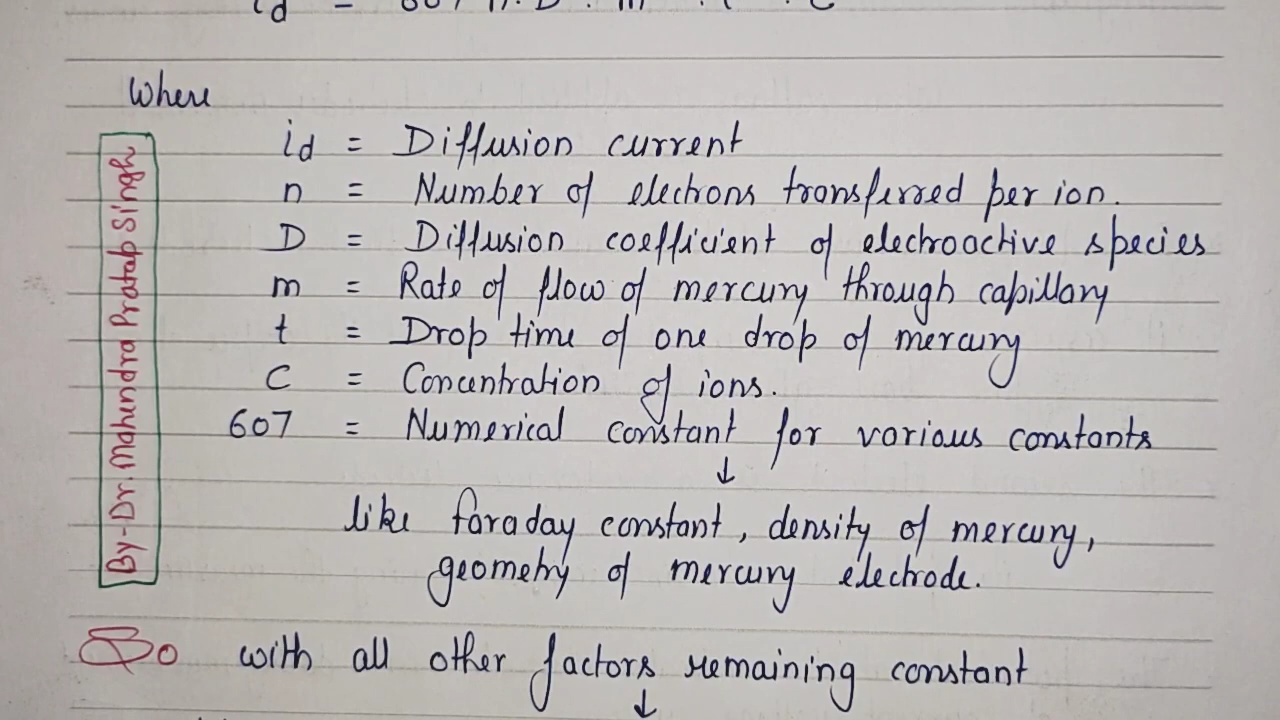 Where
id = Diffusion current
n = Number of electrons transferred per ion.
D = Diffusion coefficient of electroactive species
m = Rate of flow of mercury through capillary
t = Drop time of one drop of mercury
C = Concentration of ions.
607 = Numerical constant for various constants
↓
like faraday constant, density of mercury,
geometry of mercury electrode.
So with all other factors remaining constant
↓
By-Dr. Mahendra Pratap Singh